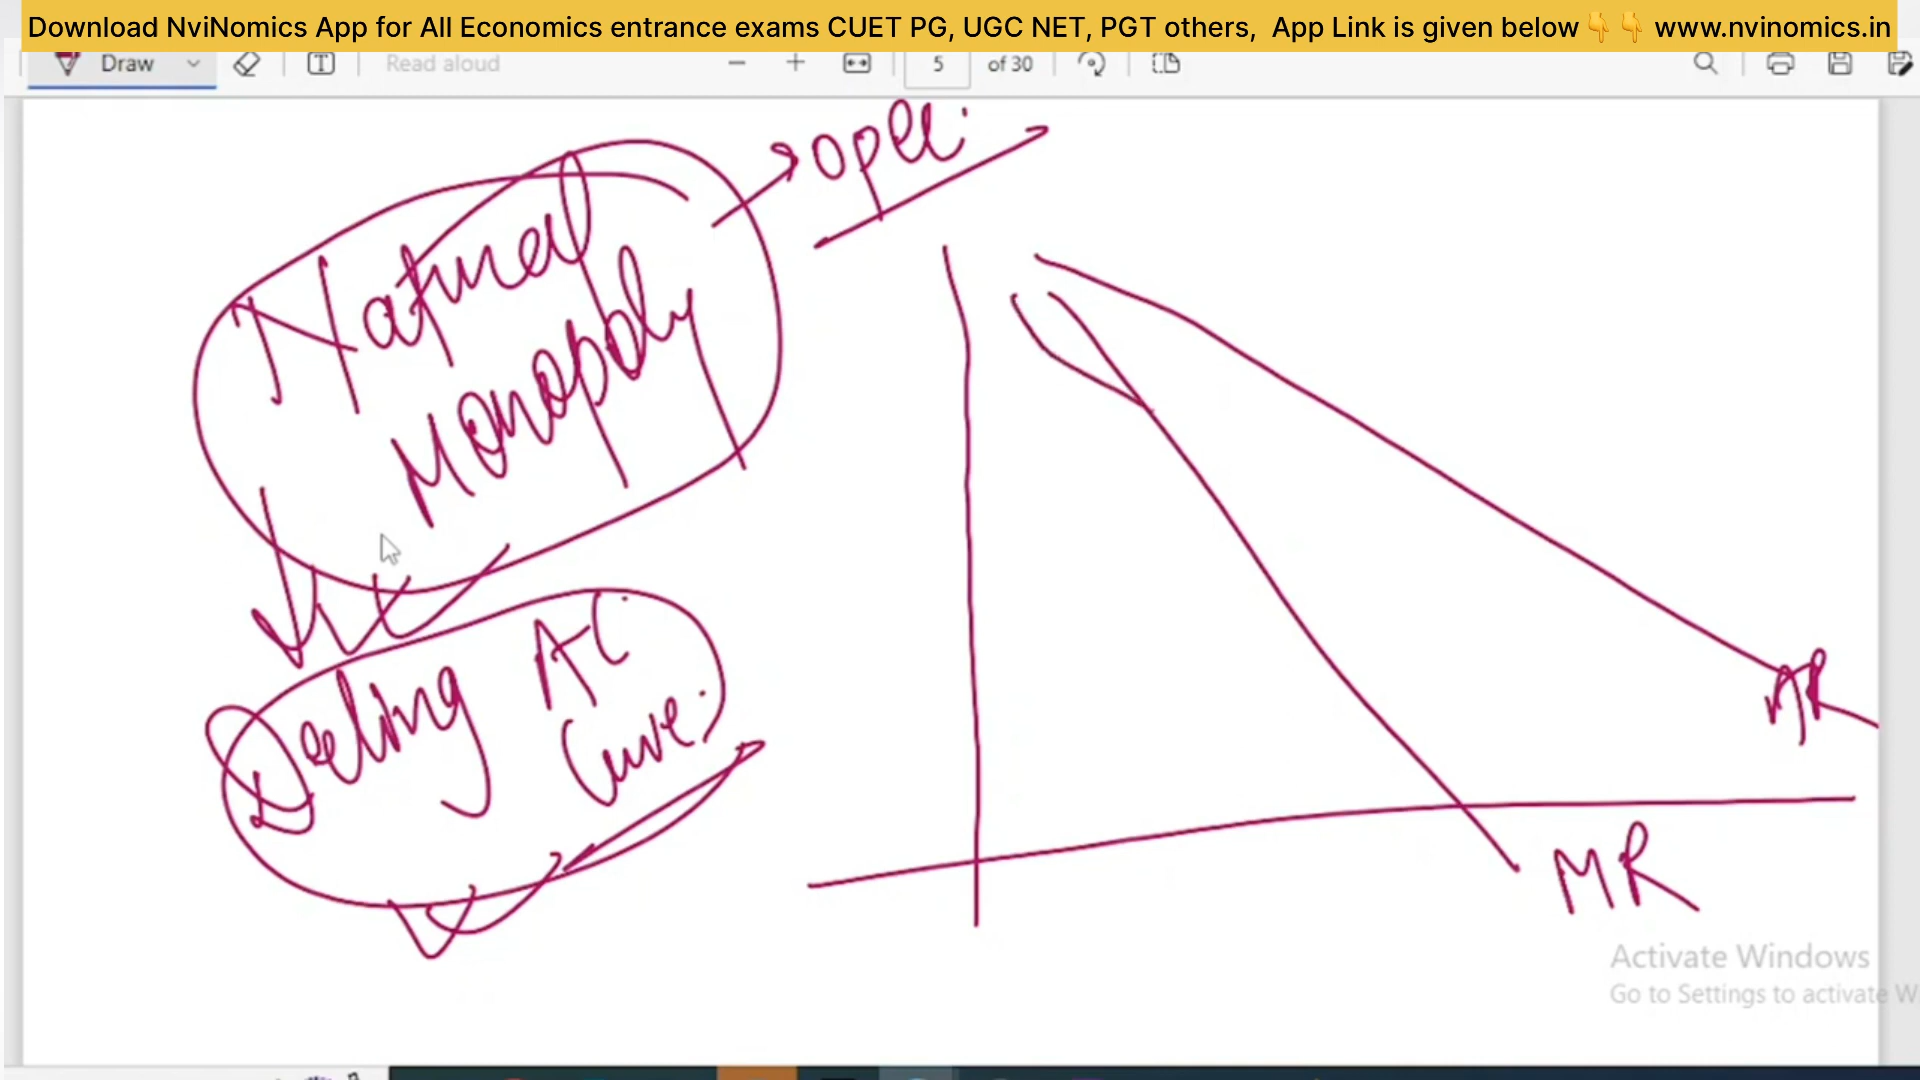 Download NviNomics App for All Economics entrance exams CUET PG, UGC NET, PGT others, App Link is given below👇👇 www.nvinomics.in
Draw
Read aloud
5 of 30
Natural
Monopoly
AC
Curve.
AR
MR
Activate Windows
Go to Settings to activate W